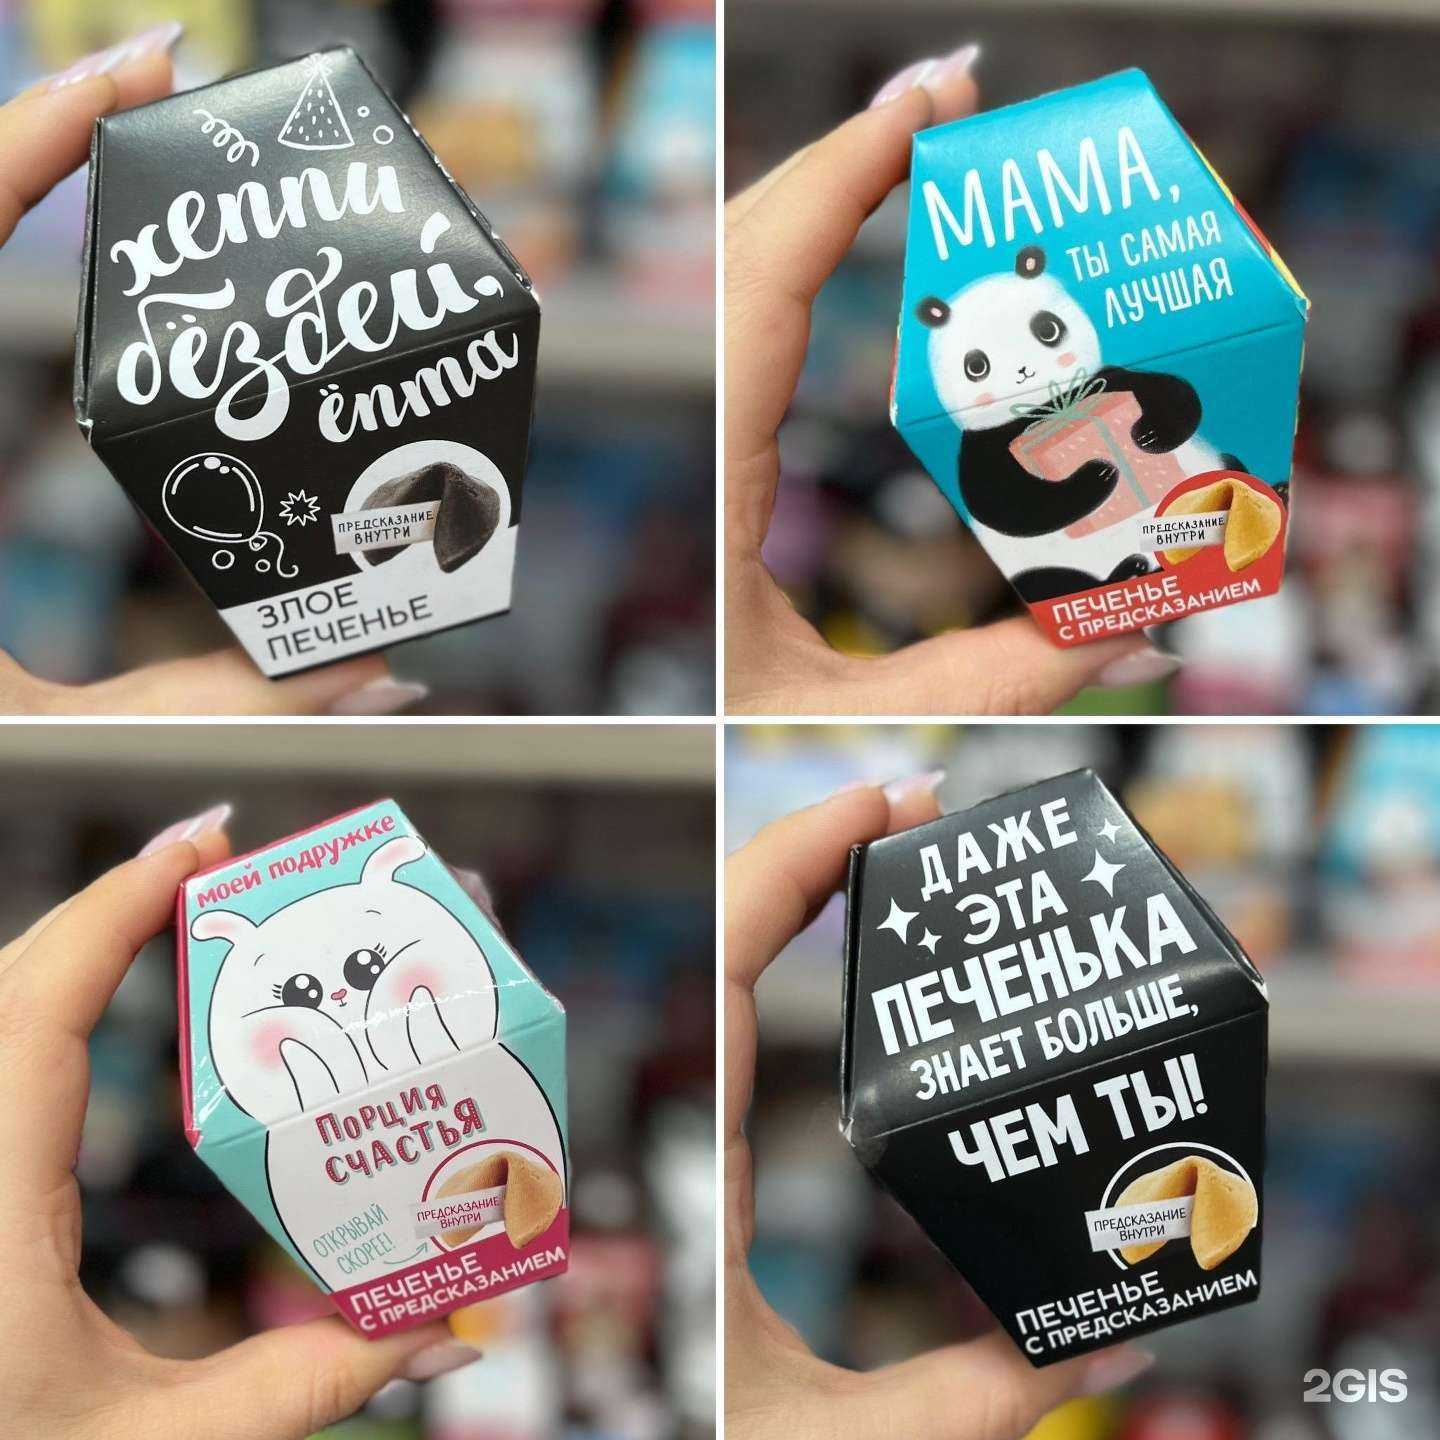 хеппи
бёздей,
ёпта
ПРЕДСКАЗАНИЕ
ВНУТРИ
ЗЛОЕ
ПЕЧЕНЬЕ
МАМА,
ТЫ САМАЯ
ЛУЧШАЯ
ПРЕДСКАЗАНИЕ
ВНУТРИ
ПЕЧЕНЬЕ
С ПРЕДСКАЗАНИЕМ
МОЕЙ ПОДРУЖКЕ
ПОРЦИЯ
СЧАСТЬЯ
ОТКРЫВАЙ
СКОРЕЕ!
ПРЕДСКАЗАНИЕ
ВНУТРИ
ПЕЧЕНЬЕ
С ПРЕДСКАЗАНИЕМ
ДАЖЕ
ЭТА
ПЕЧЕНЬКА
ЗНАЕТ БОЛЬШЕ,
ЧЕМ ТЫ!
ПРЕДСКАЗАНИЕ
ВНУТРИ
ПЕЧЕНЬЕ
С ПРЕДСКАЗАНИЕМ
2GIS